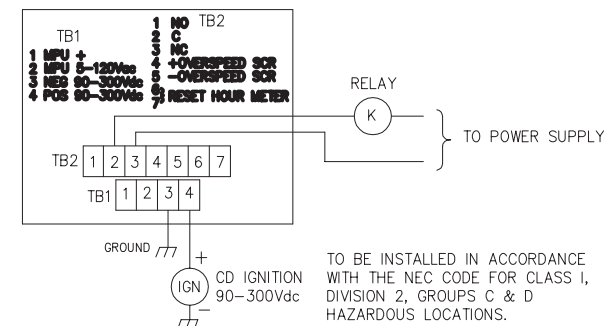 TB1
1 MPU +
2 MPU 5-120Vac
3 NEG 90-300Vdc
4 POS 90-300Vdc
TB2
1 NO
2 C
3 NC
4 +OVERSPEED SCR
5 -OVERSPEED SCR
6
7 RESET HOUR METER
RELAY
K
TO POWER SUPPLY
TB2 1 2 3 4 5 6 7
TB1 1 2 3 4
GROUND
+
IGN
CD IGNITION
90-300Vdc
-
TO BE INSTALLED IN ACCORDANCE
WITH THE NEC CODE FOR CLASS I,
DIVISION 2, GROUPS C & D
HAZARDOUS LOCATIONS.